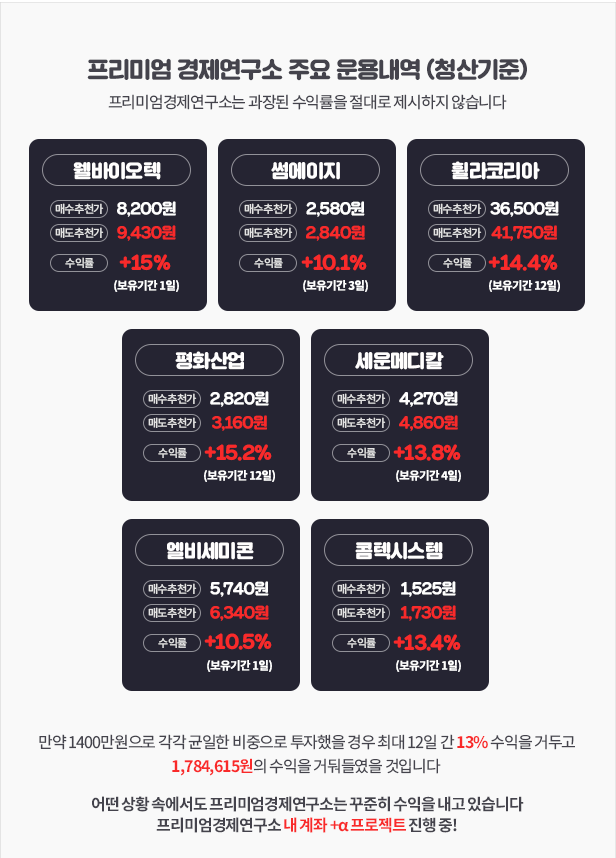 프리미엄 경제연구소 주요 운용내역 (청산기준)
프리미엄경제연구소는 과장된 수익률을 절대로 제시하지 않습니다
웰바이오텍
매수추천가 8,200원
매도추천가 9,430원
수익률 +15%
(보유기간 1일)
썸에이지
매수추천가 2,580원
매도추천가 2,840원
수익률 +10.1%
(보유기간 3일)
휠라코리아
매수추천가 36,500원
매도추천가 41,750원
수익률 +14.4%
(보유기간 12일)
평화산업
매수추천가 2,820원
매도추천가 3,160원
수익률 +15.2%
(보유기간 12일)
세운메디칼
매수추천가 4,270원
매도추천가 4,860원
수익률 +13.8%
(보유기간 4일)
엘비세미콘
매수추천가 5,740원
매도추천가 6,340원
수익률 +10.5%
(보유기간 1일)
콤텍시스템
매수추천가 1,525원
매도추천가 1,730원
수익률 +13.4%
(보유기간 1일)
만약 1400만원으로 각각 균일한 비중으로 투자했을 경우 최대 12일 간 13% 수익을 거두고
1,784,615원의 수익을 거둬들였을 것입니다
어떤 상황 속에서도 프리미엄경제연구소는 꾸준히 수익을 내고 있습니다
프리미엄경제연구소 내 계좌 +α 프로젝트 진행 중!